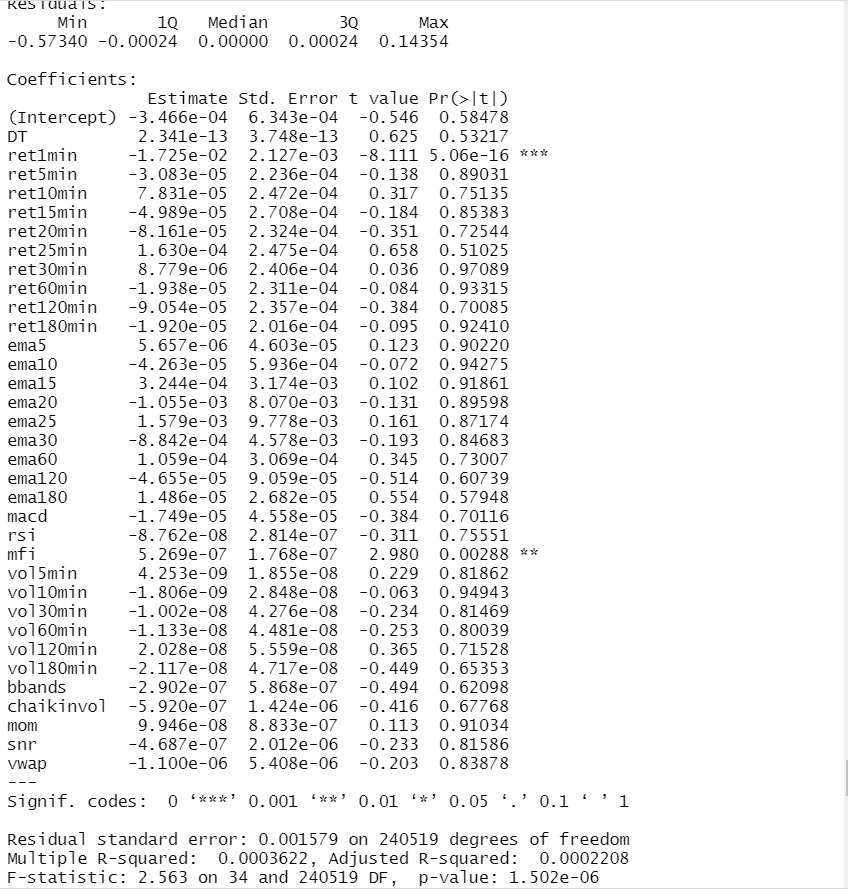 Residuals:
      Min        1Q    Median        3Q       Max
-0.57340 -0.00024  0.00000  0.00024  0.14354

Coefficients:
              Estimate Std. Error t value Pr(>|t|)
(Intercept) -3.466e-04  6.343e-04  -0.546  0.58478
DT           2.341e-13  3.748e-13   0.625  0.53217
ret1min     -1.725e-02  2.127e-03  -8.111 5.06e-16 ***
ret5min     -3.083e-05  2.236e-04  -0.138  0.89031
ret10min     7.831e-05  2.472e-04   0.317  0.75135
ret15min    -4.989e-05  2.708e-04  -0.184  0.85383
ret20min    -8.161e-05  2.324e-04  -0.351  0.72544
ret25min     1.630e-04  2.475e-04   0.658  0.51025
ret30min     8.779e-06  2.406e-04   0.036  0.97089
ret60min    -1.938e-05  2.311e-04  -0.084  0.93315
ret120min   -9.054e-05  2.357e-04  -0.384  0.70085
ret180min   -1.920e-05  2.016e-04  -0.095  0.92410
ema5         5.657e-06  4.603e-05   0.123  0.90220
ema10       -4.263e-05  5.936e-04  -0.072  0.94275
ema15        3.244e-04  3.174e-03   0.102  0.91861
ema20       -1.055e-03  8.070e-03  -0.131  0.89598
ema25        1.579e-03  9.778e-03   0.161  0.87174
ema30       -8.842e-04  4.578e-03  -0.193  0.84683
ema60        1.059e-04  3.069e-04   0.345  0.73007
ema120      -4.655e-05  9.059e-05  -0.514  0.60739
ema180       1.486e-05  2.682e-05   0.554  0.57948
macd        -1.749e-05  4.558e-05  -0.384  0.70116
rsi         -8.762e-08  2.814e-07  -0.311  0.75551
mfi          5.269e-07  1.768e-07   2.980  0.00288 **
vol5min      4.253e-09  1.855e-08   0.229  0.81862
vol10min    -1.806e-09  2.848e-08  -0.063  0.94943
vol30min    -1.002e-08  4.276e-08  -0.234  0.81469
vol60min    -1.133e-08  4.481e-08  -0.253  0.80039
vol120min    2.028e-08  5.559e-08   0.365  0.71528
vol180min   -2.117e-08  4.717e-08  -0.449  0.65353
bbands      -2.902e-07  5.868e-07  -0.494  0.62098
chaikinvol  -5.920e-07  1.424e-06  -0.416  0.67768
mom          9.946e-08  8.833e-07   0.113  0.91034
snr         -4.687e-07  2.012e-06  -0.233  0.81586
vwap        -1.100e-06  5.408e-06  -0.203  0.83878
---
Signif. codes:  0 ‘***’ 0.001 ‘**’ 0.01 ‘*’ 0.05 ‘.’ 0.1 ‘ ’ 1

Residual standard error: 0.001579 on 240519 degrees of freedom
Multiple R-squared:  0.0003622, Adjusted R-squared:  0.0002208
F-statistic: 2.563 on 34 and 240519 DF,  p-value: 1.502e-06